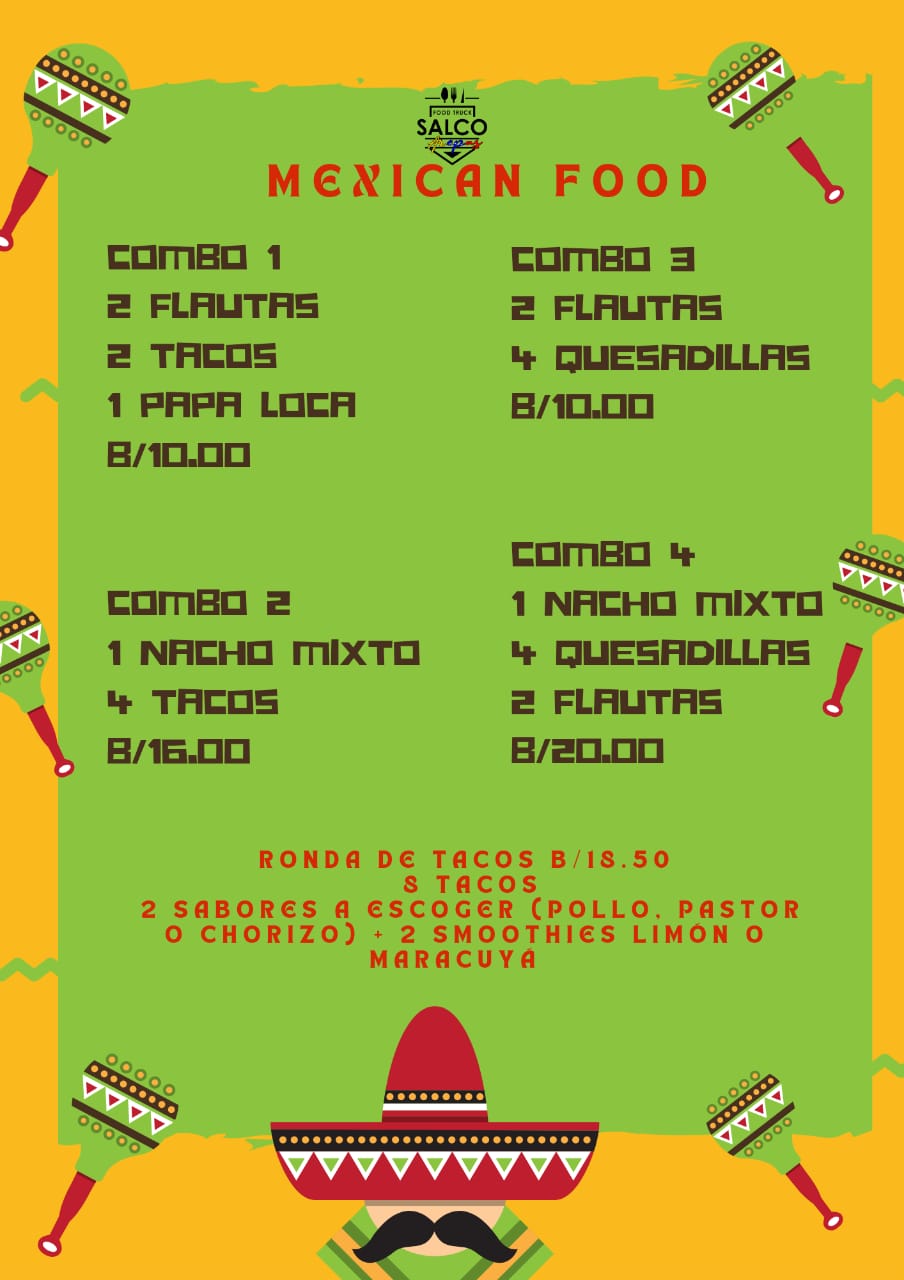 FOOD TRUCK
SALCO
MEXICAN FOOD
COMBO 1
2 FLAUTAS
2 TACOS
1 PAPA LOCA
B/10.00
COMBO 2
1 NACHO MIXTO
4 TACOS
B/16.00
COMBO 3
2 FLAUTAS
4 QUESADILLAS
B/10.00
COMBO 4
1 NACHO MIXTO
4 QUESADILLAS
2 FLAUTAS
B/20.00
RONDA DE TACOS B/18.50
8 TACOS
2 SABORES A ESCOGER (POLLO, PASTOR
O CHORIZO) + 2 SMOOTHIES LIMÓN O
MARACUYÁ